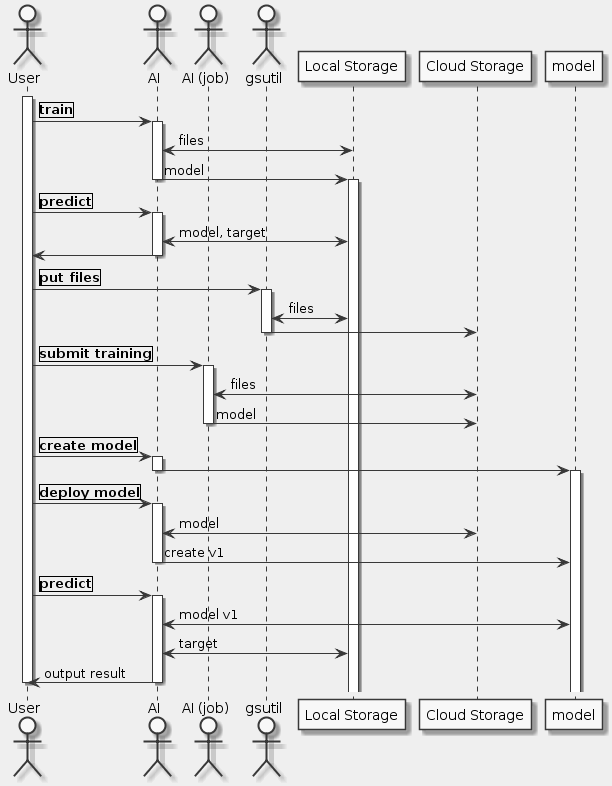 User AI AI (job) gsutil Local Storage Cloud Storage model
train
files
model
predict
model, target
put files
files
submit training
files
model
create model
deploy model
model
create v1
predict
model v1
target
output result
User AI AI (job) gsutil Local Storage Cloud Storage model